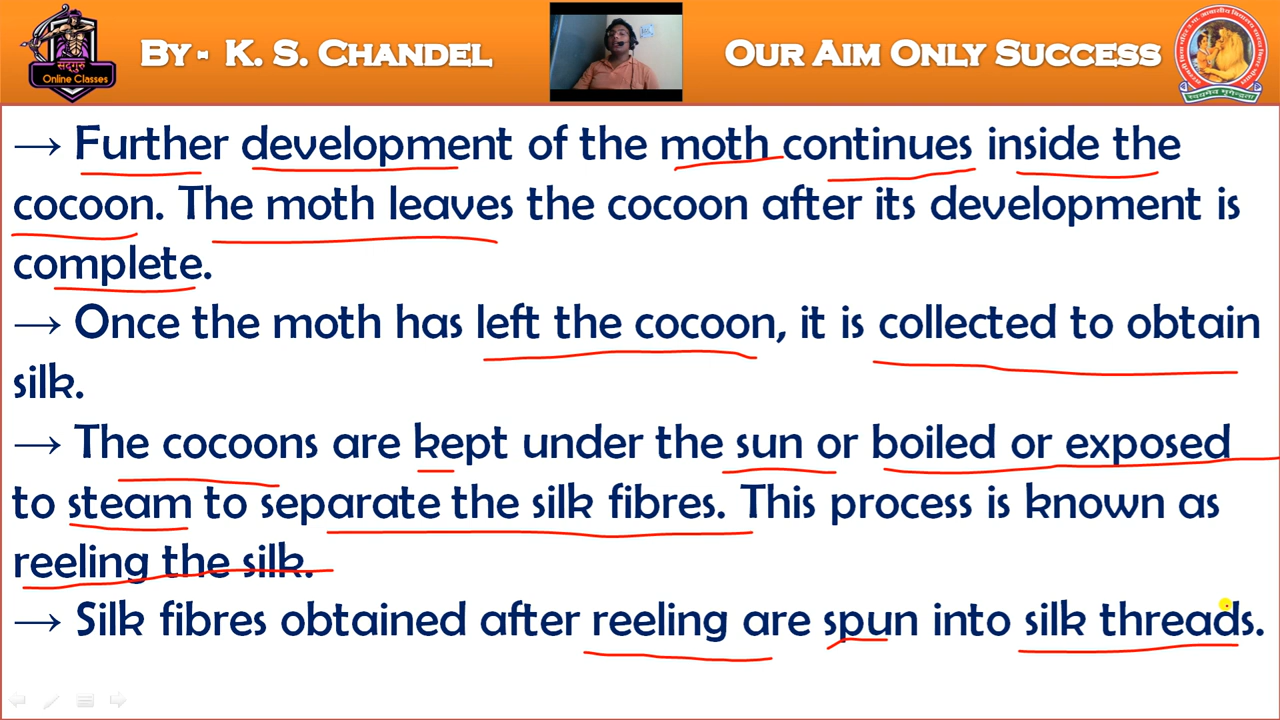 सद्गुरु
Online Classes
BY - K. S. CHANDEL
OUR AIM ONLY SUCCESS
स्वयमेव मृगेन्द्रता
→ Further development of the moth continues inside the
cocoon. The moth leaves the cocoon after its development is
complete.
→ Once the moth has left the cocoon, it is collected to obtain
silk.
→ The cocoons are kept under the sun or boiled or exposed
to steam to separate the silk fibres. This process is known as
reeling the silk.
→ Silk fibres obtained after reeling are spun into silk threads.